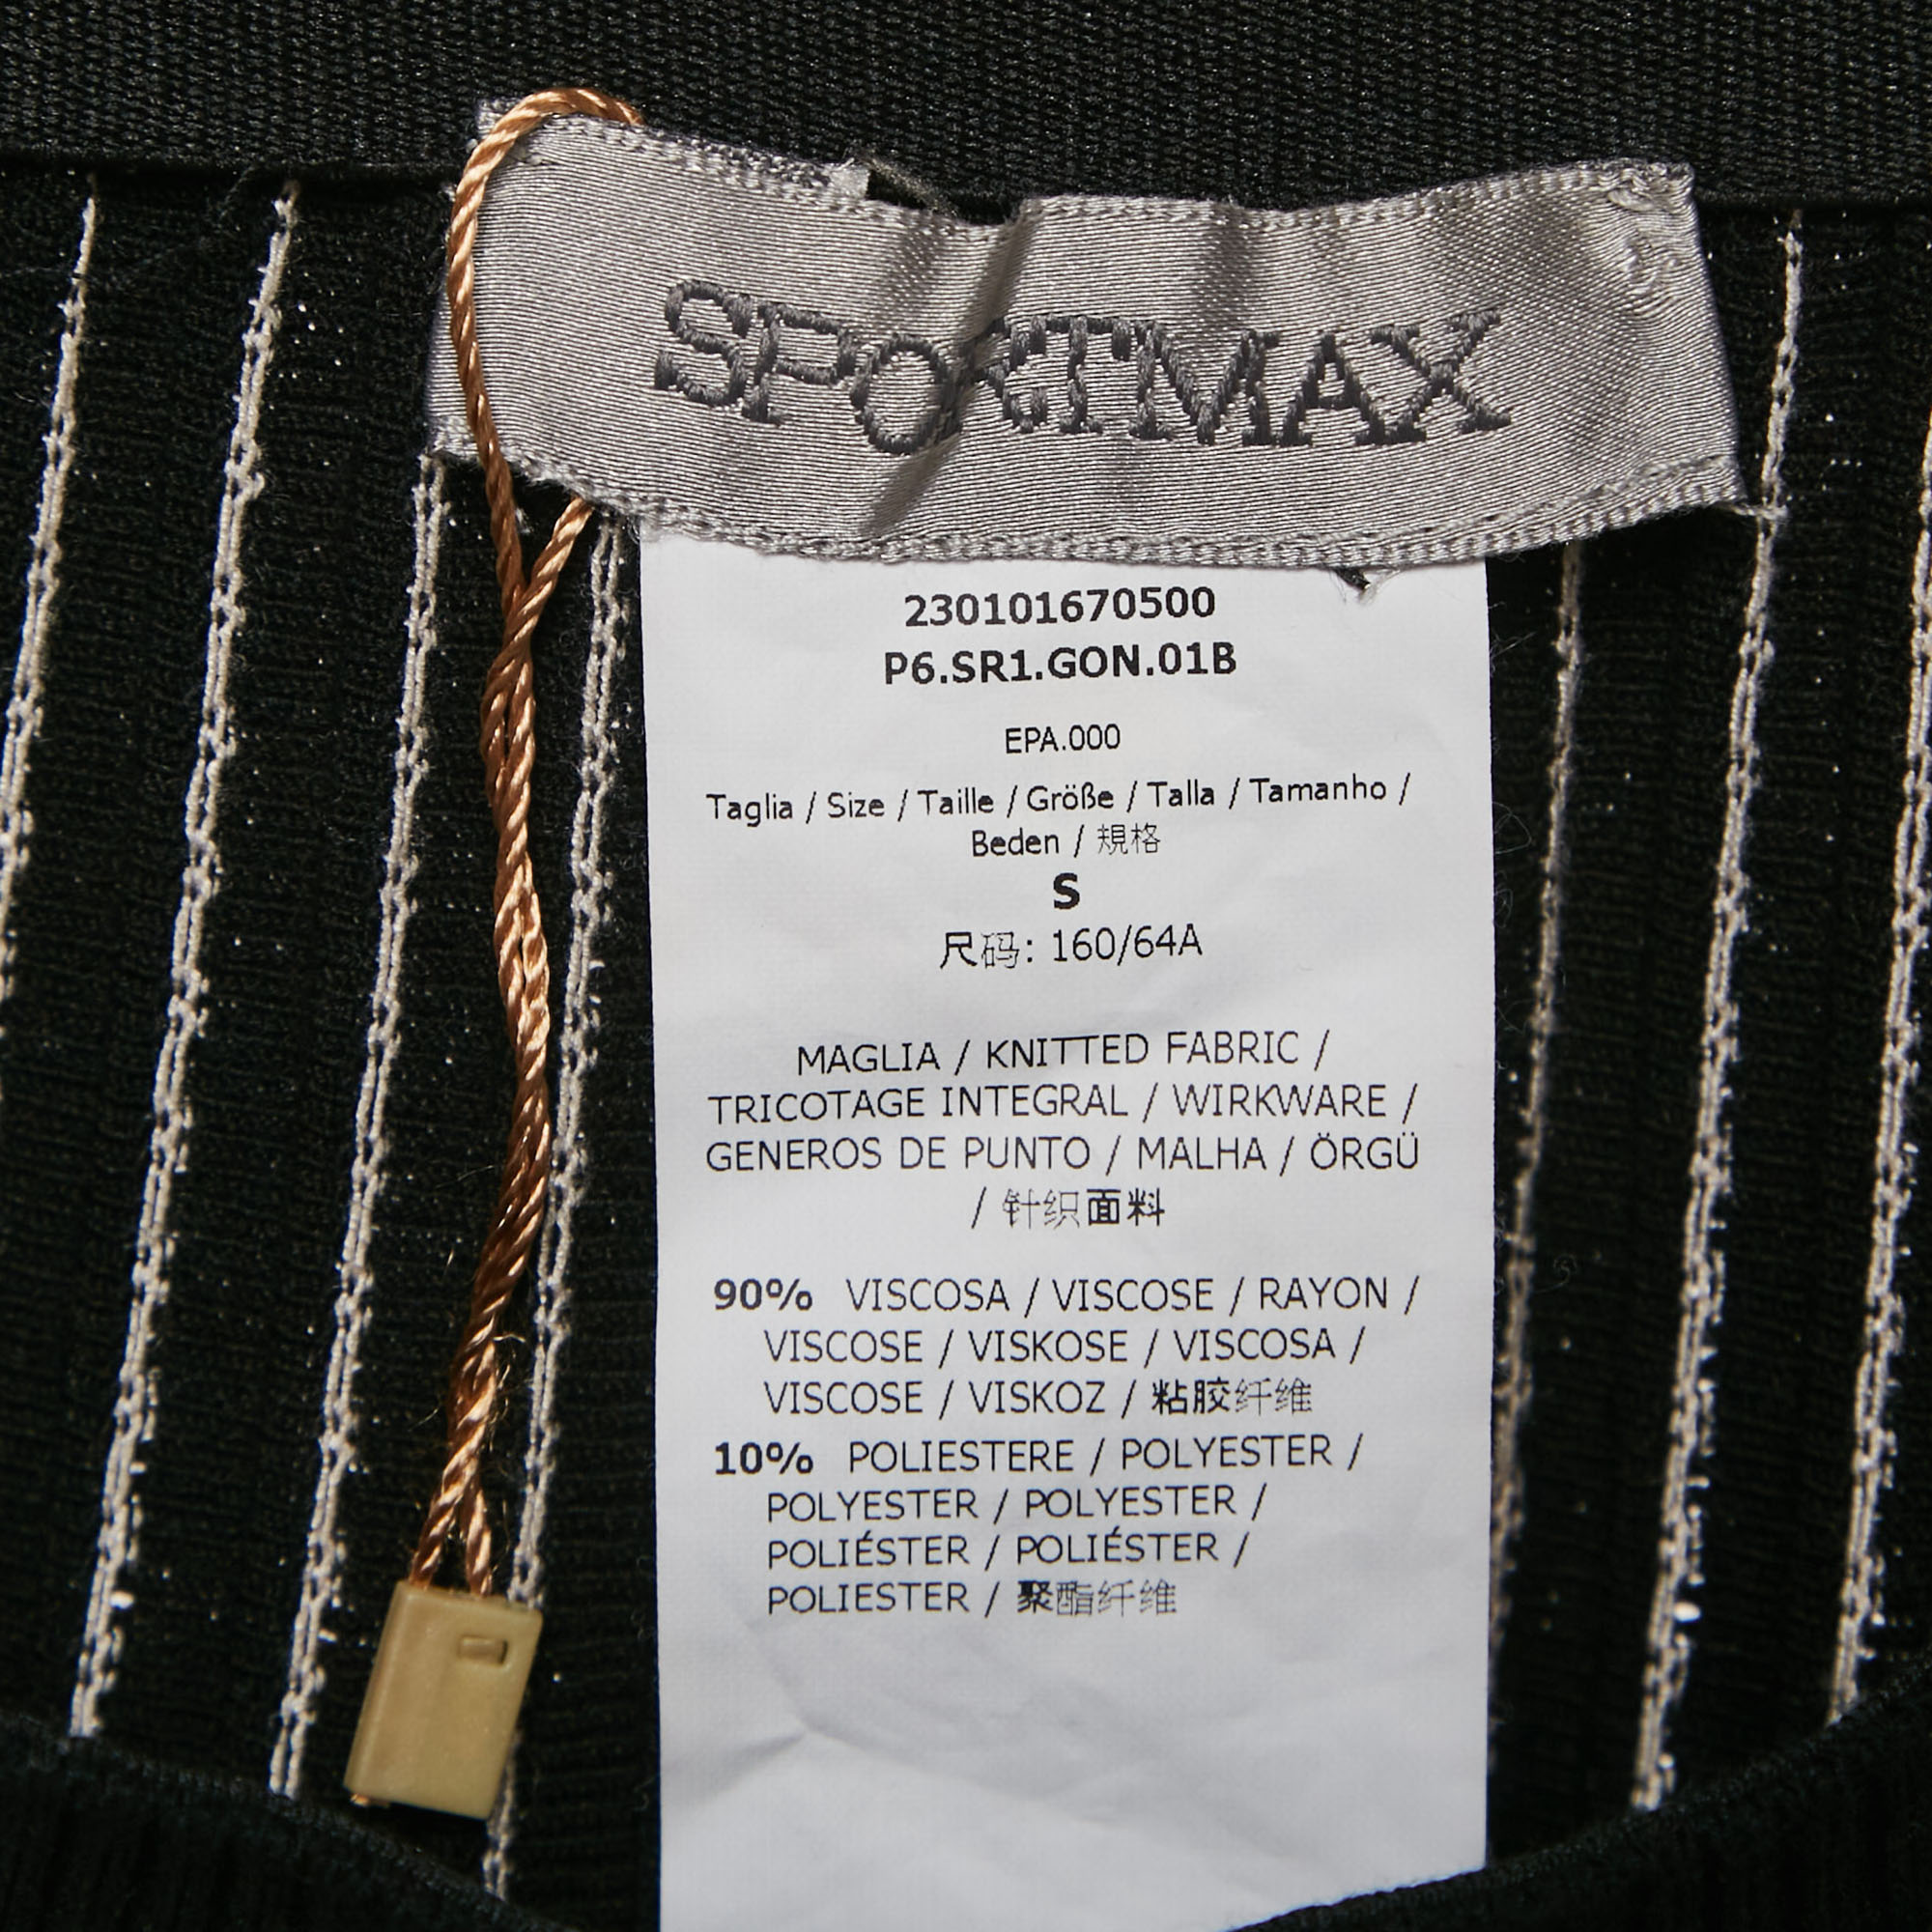 SPORTMAX
230101670500
P6.SR1.GON.01B
EPA.000
Taglia / Size / Taille / Größe / Talla / Tamanho /
Beden / 規格
S
尺码: 160/64A
MAGLIA / KNITTED FABRIC /
TRICOTAGE INTEGRAL / WIRKWARE /
GENEROS DE PUNTO / MALHA / ÖRGÜ
/ 针织面料
90% VISCOSA / VISCOSE / RAYON /
VISCOSE / VISKOSE / VISCOSA /
VISCOSE / VISKOZ / 粘胶纤维
10% POLIESTERE / POLYESTER /
POLYESTER / POLYESTER /
POLIÉSTER / POLIÉSTER /
POLIESTER / 聚酯纤维